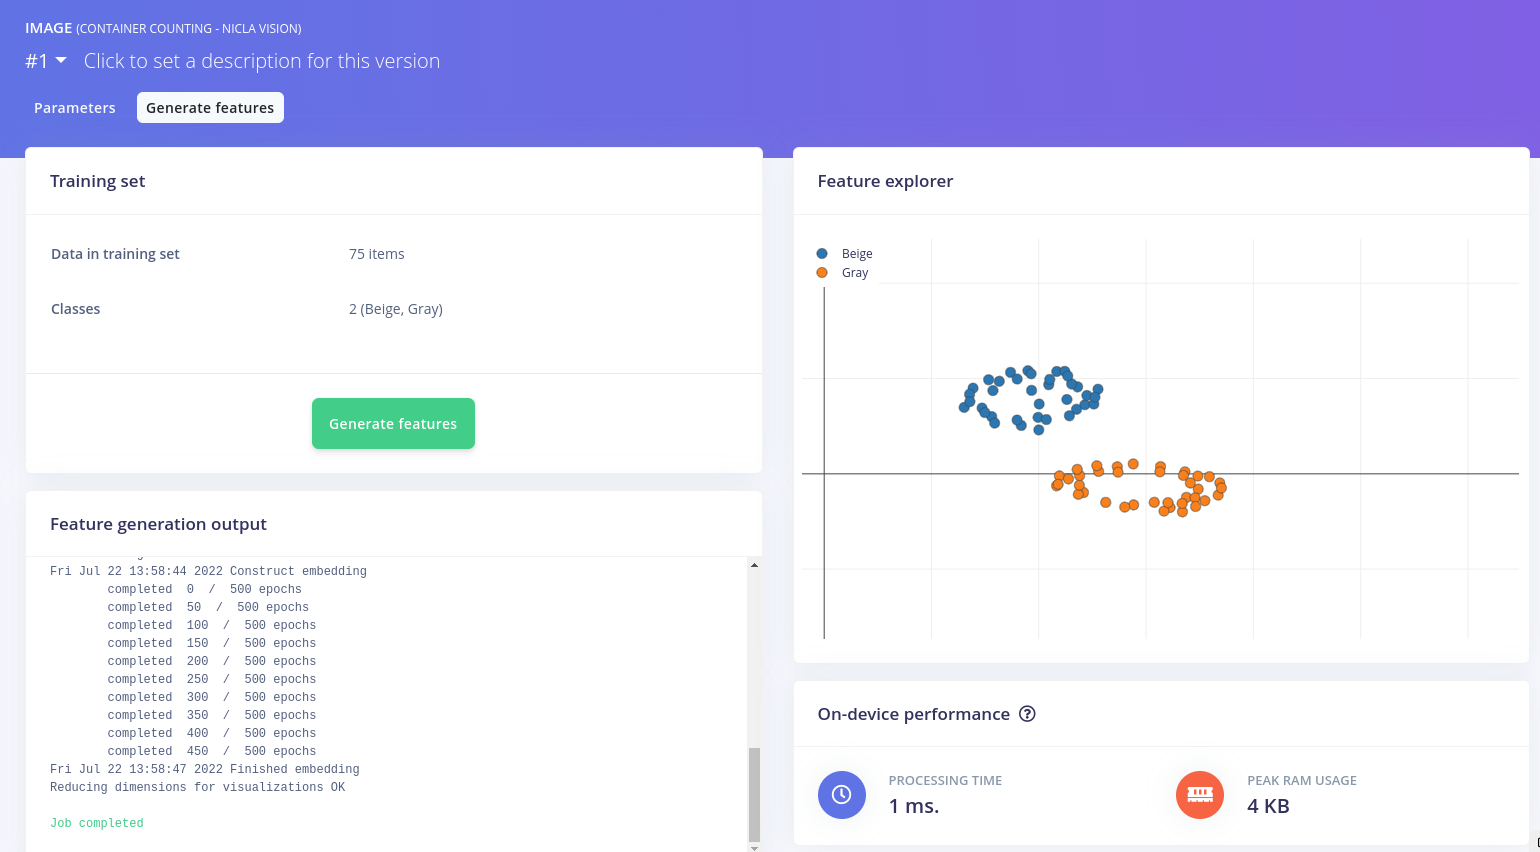 IMAGE (CONTAINER COUNTING - NICLA VISION)
#1 Click to set a description for this version
Parameters Generate features
Training set
Data in training set 75 items
Classes 2 (Beige, Gray)
Generate features
Feature generation output
Fri Jul 22 13:58:44 2022 Construct embedding
completed 0 / 500 epochs
completed 50 / 500 epochs
completed 100 / 500 epochs
completed 150 / 500 epochs
completed 200 / 500 epochs
completed 250 / 500 epochs
completed 300 / 500 epochs
completed 350 / 500 epochs
completed 400 / 500 epochs
completed 450 / 500 epochs
Fri Jul 22 13:58:47 2022 Finished embedding
Reducing dimensions for visualizations OK
Job completed
Feature explorer
Beige
Gray
On-device performance ?
PROCESSING TIME
1 ms.
PEAK RAM USAGE
4 KB